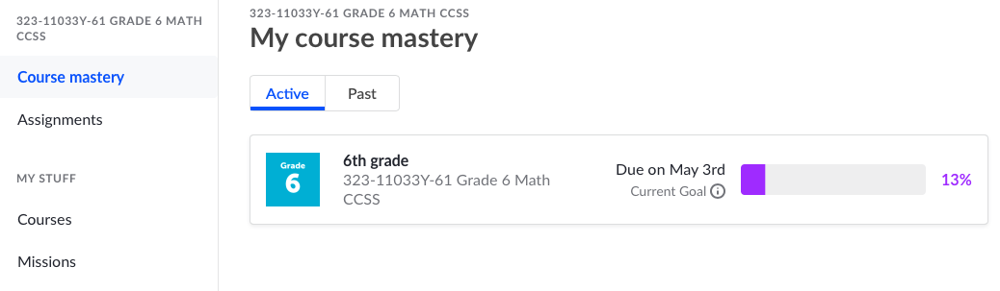 323-11033Y-61 GRADE 6 MATH
CCSS
Course mastery
Assignments
MY STUFF
Courses
Missions
323-11033Y-61 GRADE 6 MATH CCSS
My course mastery
Active
Past
Grade
6
6th grade
323-11033Y-61 Grade 6 Math
CCSS
Due on May 3rd
Current Goal
13%